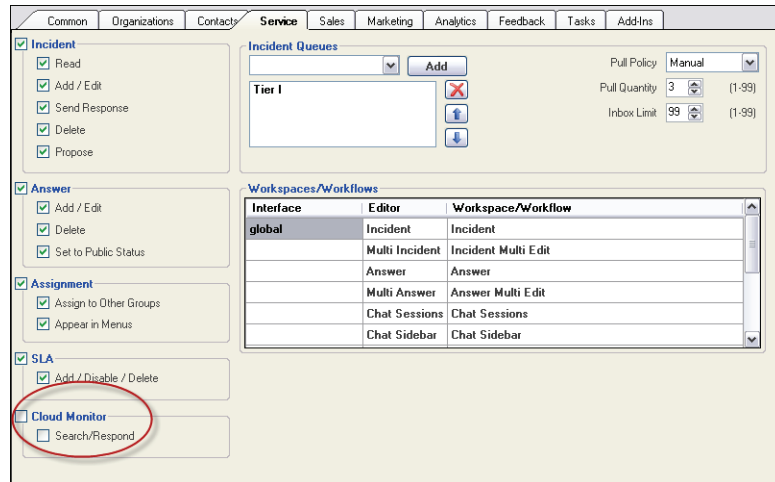 Common Organizations Contacts Service Sales Marketing Analytics Feedback Tasks Add-Ins
Incident
Read
Add / Edit
Send Response
Delete
Propose
Answer
Add / Edit
Delete
Set to Public Status
Assignment
Assign to Other Groups
Appear in Menus
SLA
Add / Disable / Delete
Cloud Monitor
Search/Respond
Incident Queues
Add
Tier I
Pull Policy Manual
Pull Quantity 3 (1-99)
Inbox Limit 99 (1-99)
Workspaces/Workflows
Interface Editor Workspace/Workflow
global Incident Incident
Multi Incident Incident Multi Edit
Answer Answer
Multi Answer Answer Multi Edit
Chat Sessions Chat Sessions
Chat Sidebar Chat Sidebar